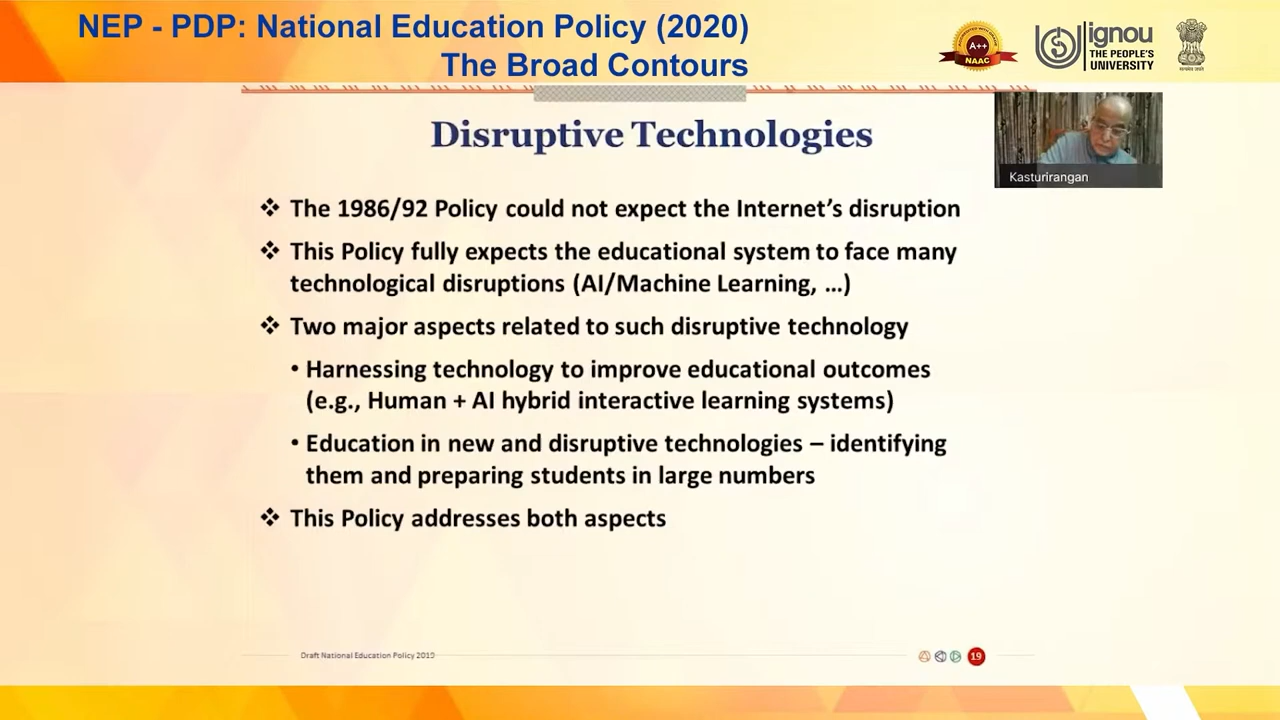 NEP - PDP: National Education Policy (2020)
The Broad Contours
A++
NAAC
ignou
THE PEOPLE'S
UNIVERSITY
Disruptive Technologies
Kasturirangan
❖ The 1986/92 Policy could not expect the Internet's disruption
❖ This Policy fully expects the educational system to face many
technological disruptions (AI/Machine Learning, ...)
❖ Two major aspects related to such disruptive technology
• Harnessing technology to improve educational outcomes
(e.g., Human + AI hybrid interactive learning systems)
• Education in new and disruptive technologies – identifying
them and preparing students in large numbers
❖ This Policy addresses both aspects
Draft National Education Policy 2019
19